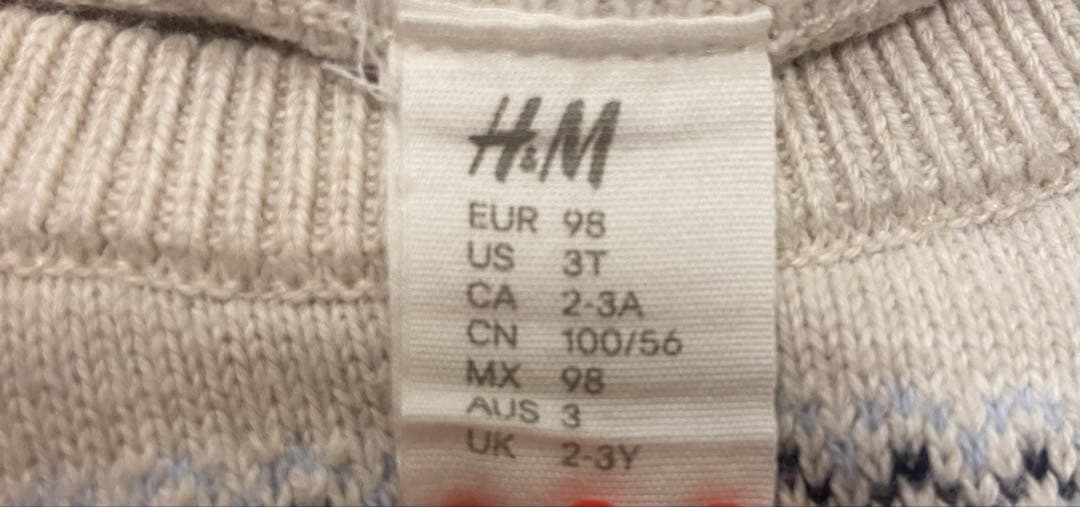 H&M
EUR 98
US 3T
CA 2-3A
CN 100/56
MX 98
AUS 3
UK 2-3Y